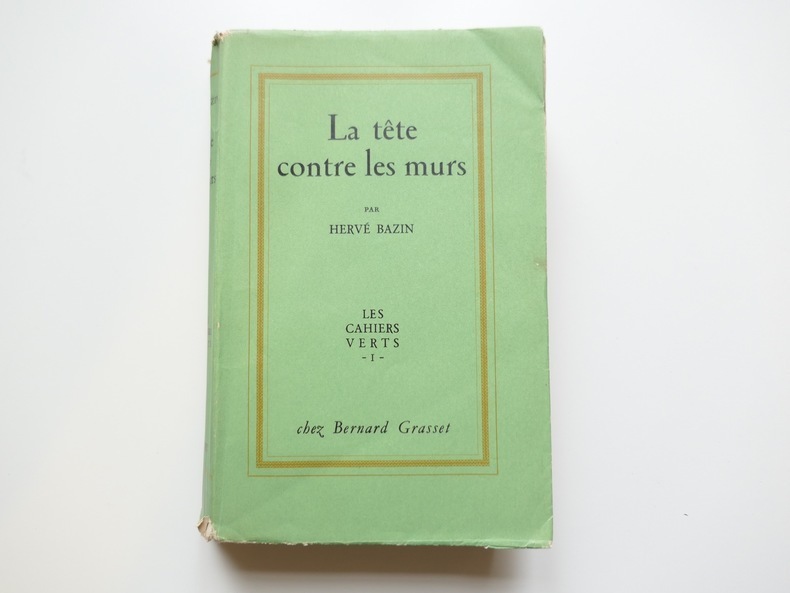 La tête
contre les murs
PAR
HERVÉ BAZIN
LES
CAHIERS
VERTS
- I -
chez Bernard Grasset